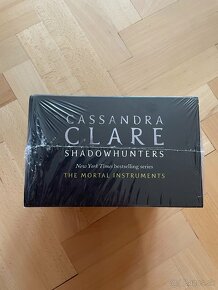 CASSANDRA
CLARE
SHADOWHUNTERS
New York Times bestselling series
THE MORTAL INSTRUMENTS